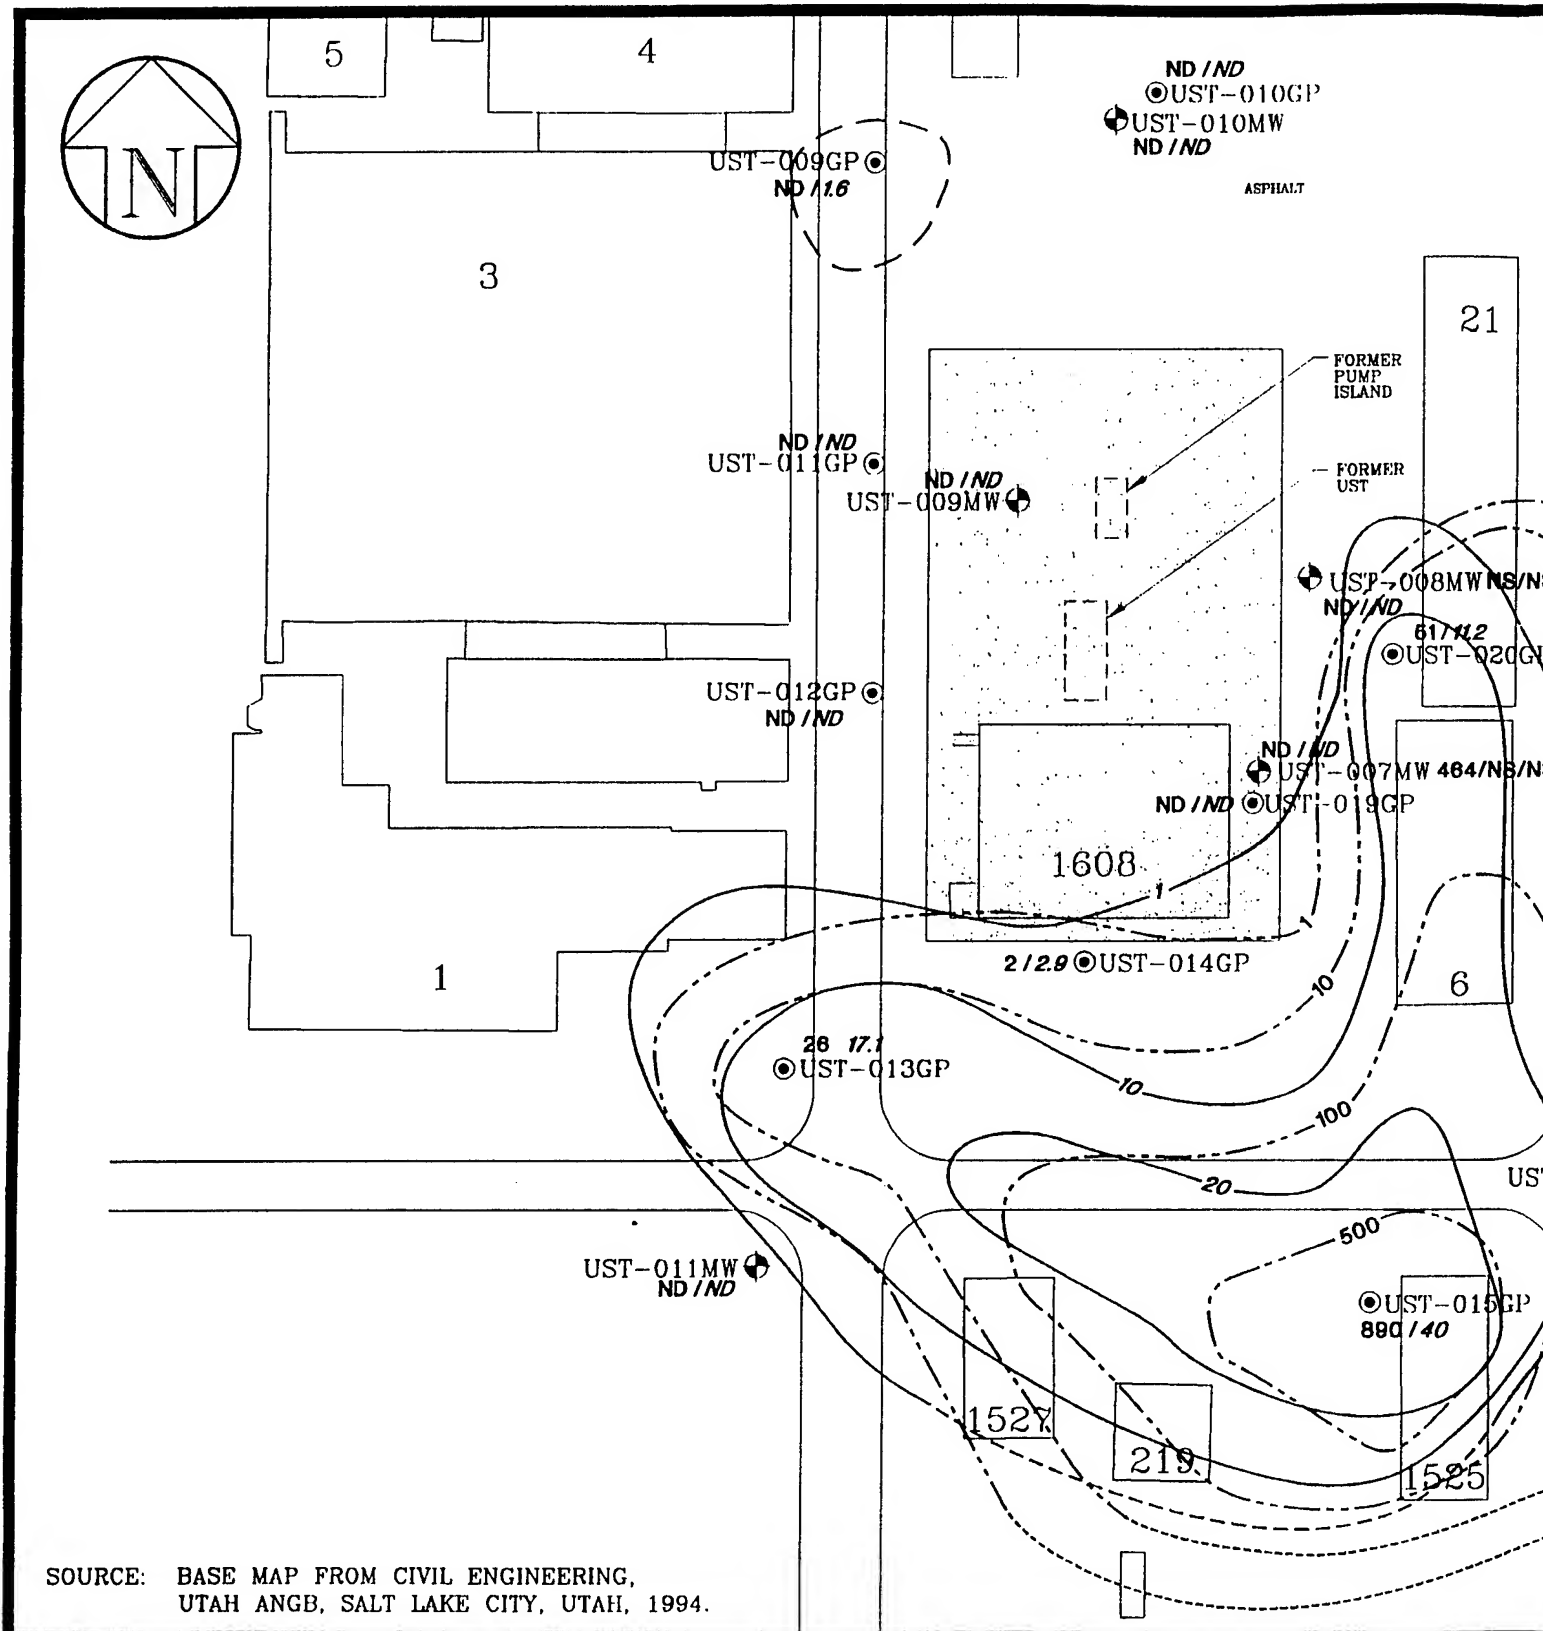 5
4
ND / ND
UST-010GP
UST-010MW
ND / ND
N
UST-009GP
ND / 1.6
ASPHALT
3
21
FORMER
PUMP
ISLAND
ND / ND
UST-011GP
FORMER
UST
ND / ND
UST-009MW
UST-008MW NS/N
ND / ND
61 / 11.2
UST-020G
UST-012GP
ND / ND
ND / ND
UST-007MW 464/NS/N
ND / ND UST-019GP
1608
1
1
2 / 2.9 UST-014GP
1
10
6
26 17.1
UST-013GP
10
100
20
UST
500
UST-011MW
ND / ND
UST-015GP
890 / 40
1527
219
1525
SOURCE: BASE MAP FROM CIVIL ENGINEERING,
UTAH ANGB, SALT LAKE CITY, UTAH, 1994.